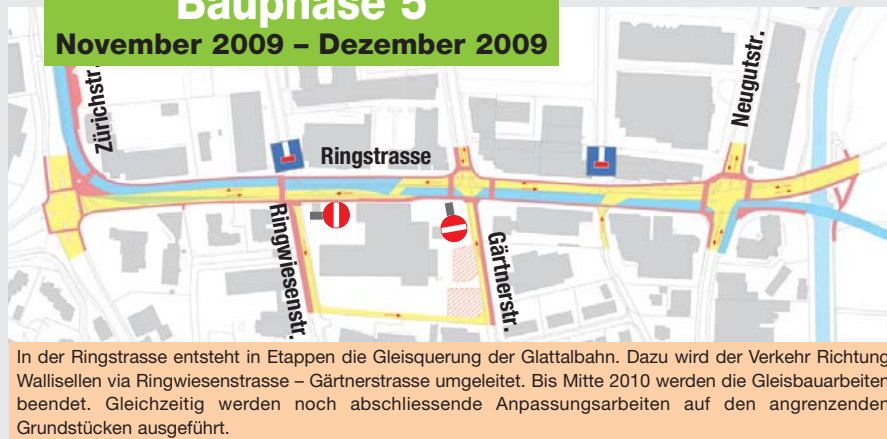 Bauphase 5
November 2009 – Dezember 2009
Zürichstr.
Neugutstr.
Ringstrasse
Ringwiesenstr.
Gärtnerstr.
In der Ringstrasse entsteht in Etappen die Gleisquerung der Glattalbahn. Dazu wird der Verkehr Richtung
Wallisellen via Ringwiesenstrasse – Gärtnerstrasse umgeleitet. Bis Mitte 2010 werden die Gleisbauarbeiten
beendet. Gleichzeitig werden noch abschliessende Anpassungsarbeiten auf den angrenzenden
Grundstücken ausgeführt.